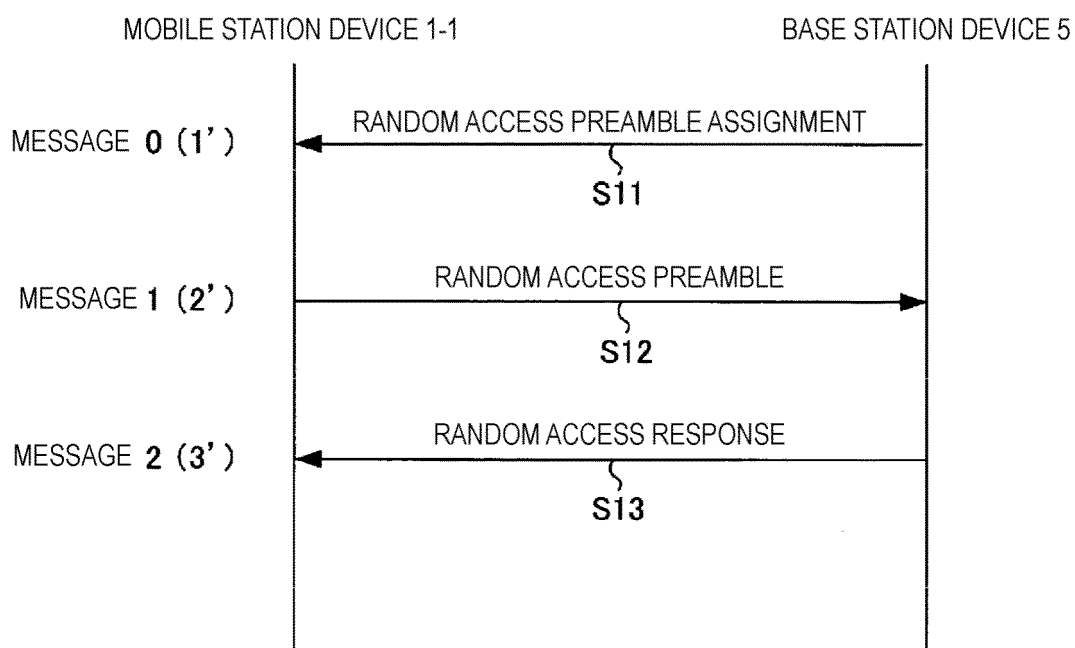 MOBILE STATION DEVICE 1-1
BASE STATION DEVICE 5
MESSAGE 0 (1')
RANDOM ACCESS PREAMBLE ASSIGNMENT
S11
MESSAGE 1 (2')
RANDOM ACCESS PREAMBLE
S12
MESSAGE 2 (3')
RANDOM ACCESS RESPONSE
S13